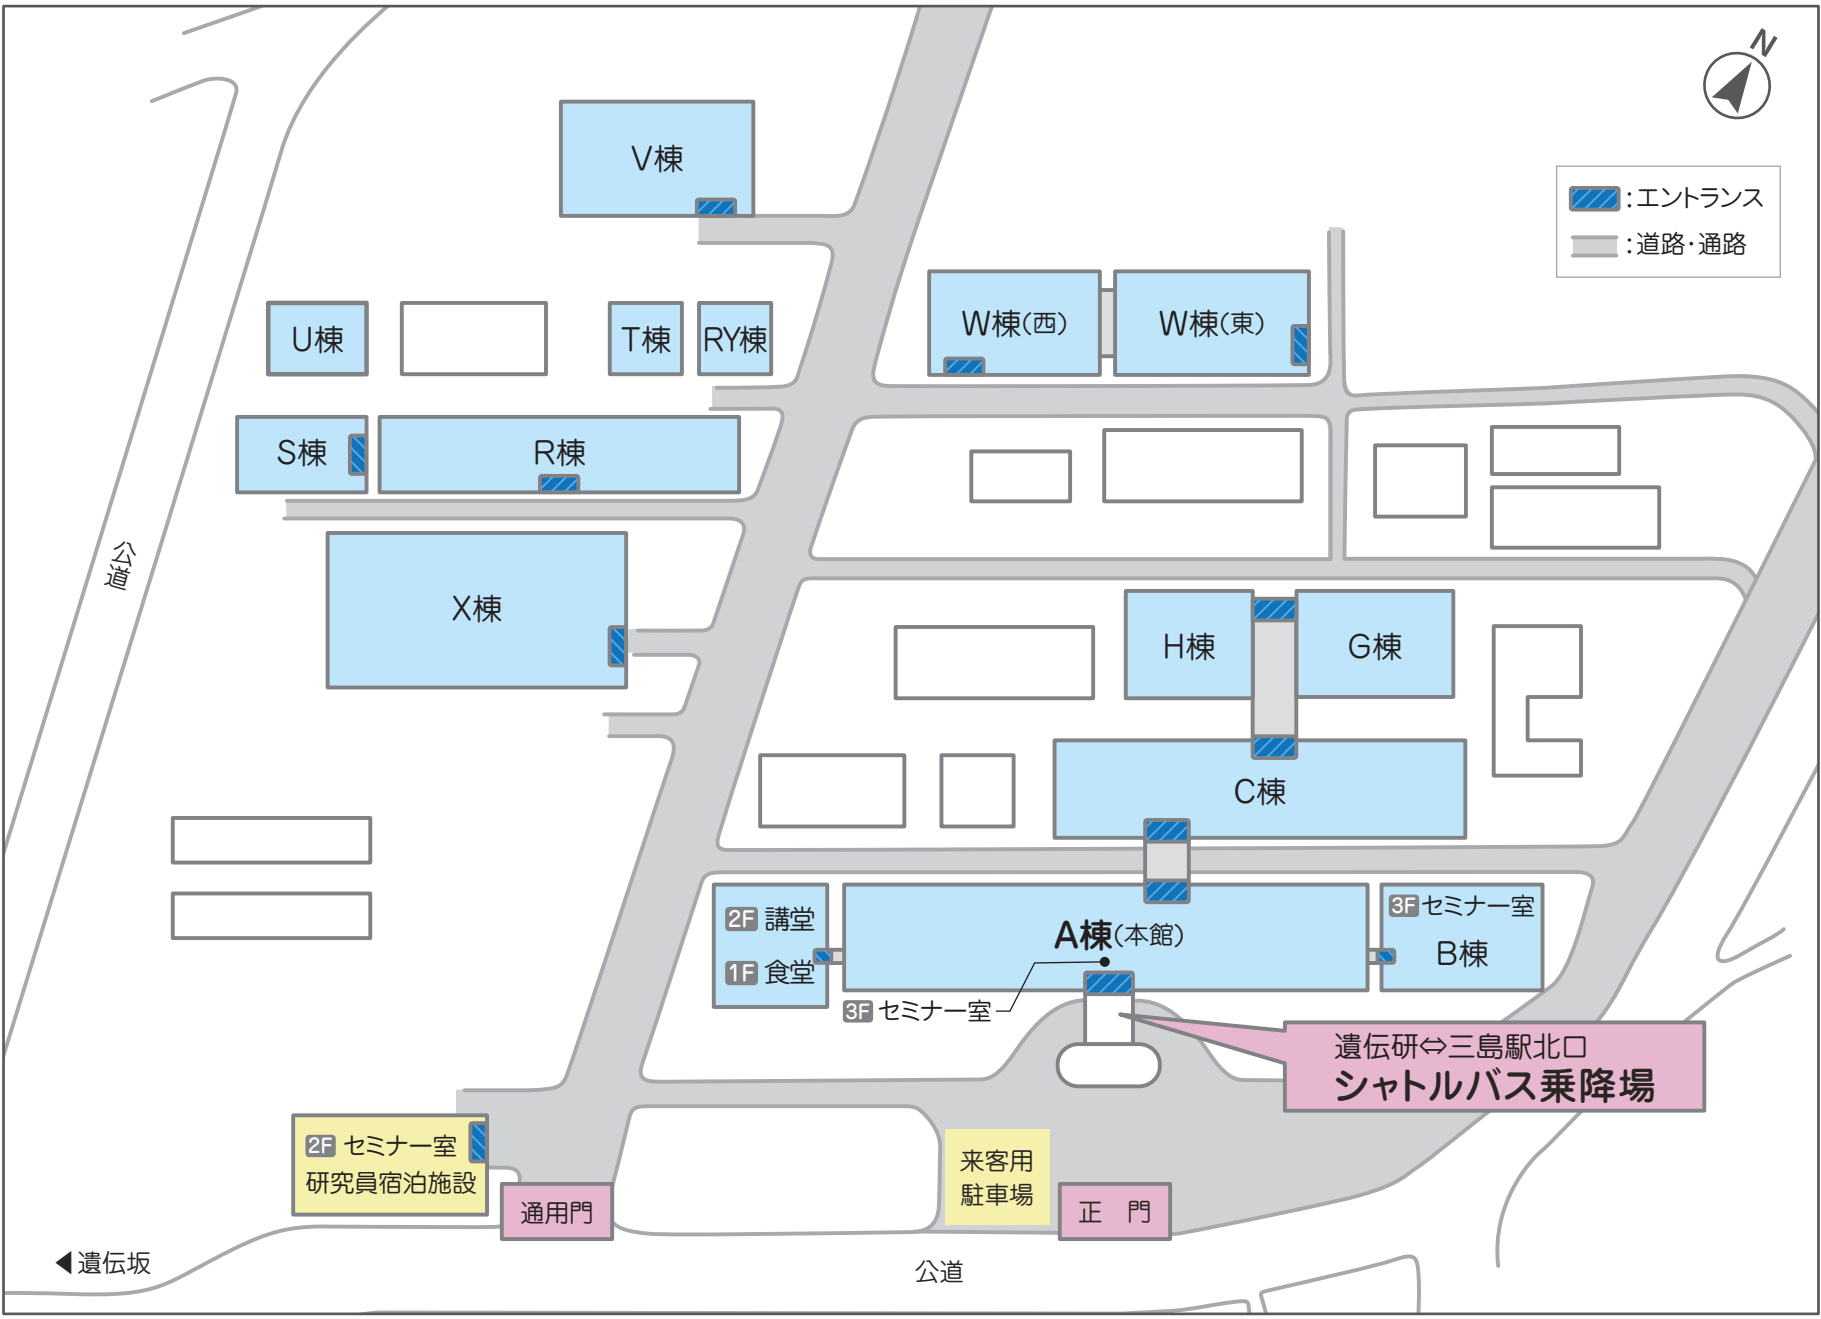 N
:エントランス
:道路・通路
V棟
W棟(西)
W棟(東)
U棟
T棟
RY棟
S棟
R棟
公道
X棟
H棟
G棟
C棟
2F 講堂
1F 食堂
A棟(本館)
3F セミナー室
3F セミナー室
B棟
遺伝研⇔三島駅北口
シャトルバス乗降場
2F セミナー室
研究員宿泊施設
通用門
来客用
駐車場
正 門
◀遺伝坂
公道